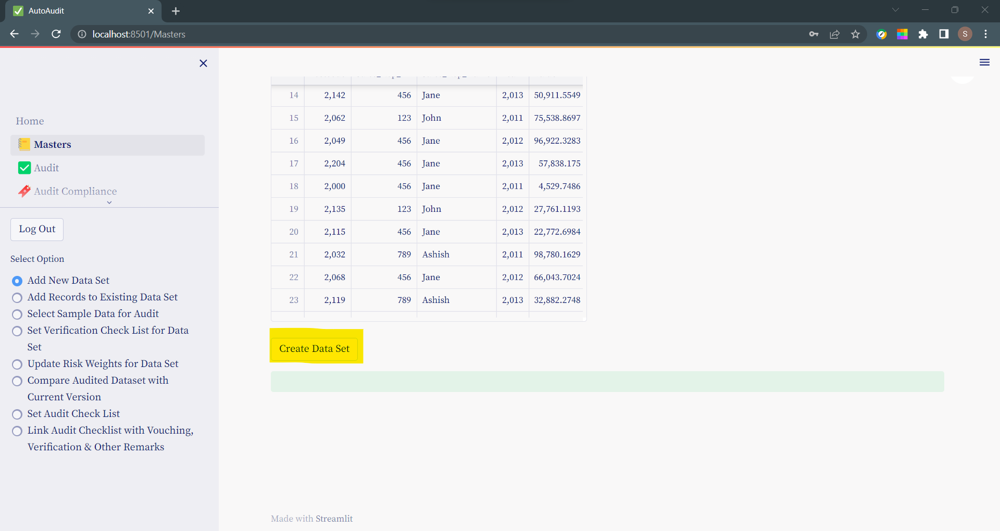 AutoAudit
localhost:8501/Masters
S
Home
Masters
Audit
Audit Compliance
Log Out
Select Option
Add New Data Set
Add Records to Existing Data Set
Select Sample Data for Audit
Set Verification Check List for Data
Set
Update Risk Weights for Data Set
Compare Audited Dataset with
Current Version
Set Audit Check List
Link Audit Checklist with Vouching,
Verification & Other Remarks
14 2,142 456 Jane 2,013 50,911.5549
15 2,062 123 John 2,011 75,538.8697
16 2,049 456 Jane 2,012 96,922.3283
17 2,204 456 Jane 2,013 57,838.175
18 2,000 456 Jane 2,011 4,529.7486
19 2,135 123 John 2,012 27,761.1193
20 2,115 456 Jane 2,013 22,772.6984
21 2,032 789 Ashish 2,011 98,780.1629
22 2,068 456 Jane 2,012 66,043.7024
23 2,119 789 Ashish 2,013 32,882.2748
Create Data Set
Made with Streamlit